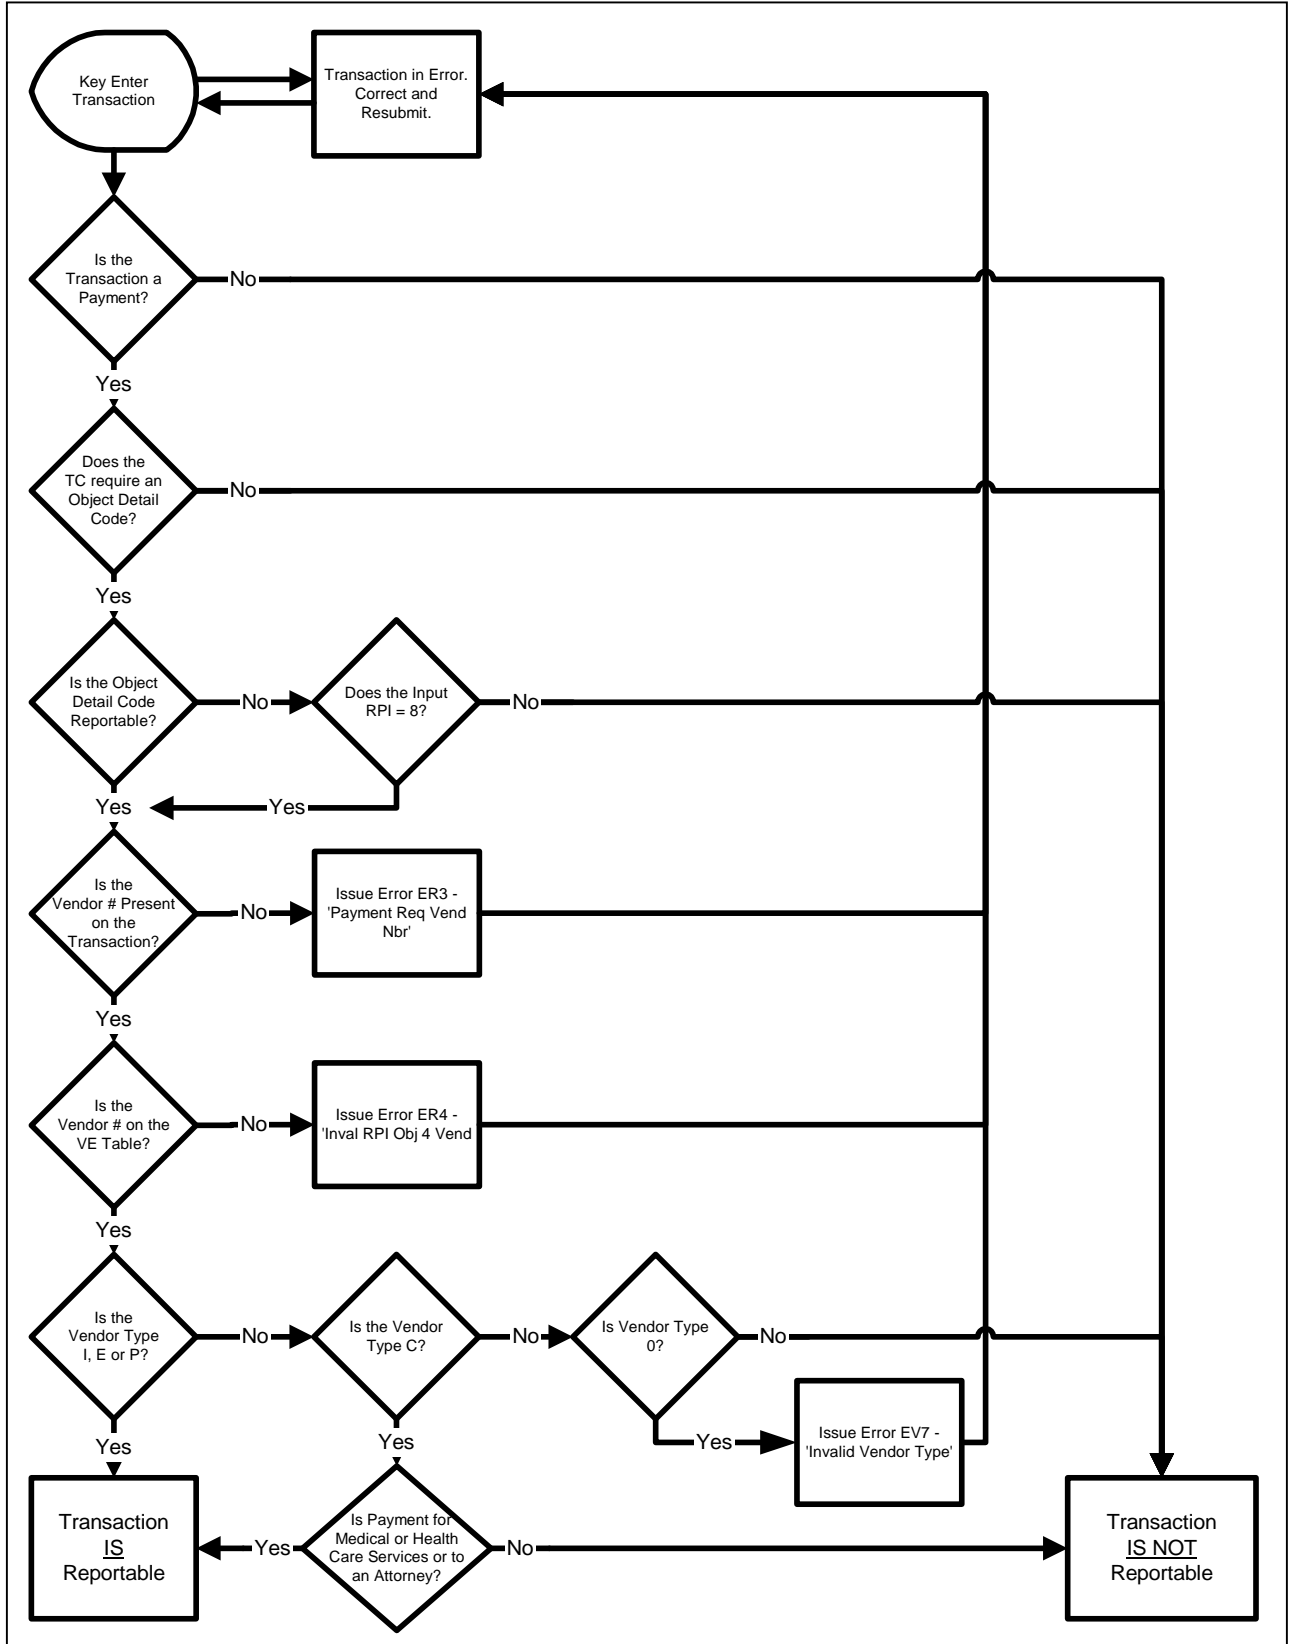 Key Enter
Transaction
Transaction in Error.
Correct and
Resubmit.
Is the
Transaction a
Payment?
No
Yes
Does the
TC require an
Object Detail
Code?
No
Yes
Is the Object
Detail Code
Reportable?
No
Does the Input
RPI = 8?
No
Yes
Yes
Is the
Vendor # Present
on the
Transaction?
No
Issue Error ER3 -
'Payment Req Vend
Nbr'
Yes
Is the
Vendor # on the
VE Table?
No
Issue Error ER4 -
'Inval RPI Obj 4 Vend
Yes
Is the
Vendor Type
I, E or P?
No
Is the Vendor
Type C?
No
Is Vendor Type
0?
No
Yes
Yes
Yes
Issue Error EV7 -
'Invalid Vendor Type'
Transaction
IS
Reportable
Yes
Is Payment for
Medical or Health
Care Services or to
an Attorney?
No
Transaction
IS NOT
Reportable